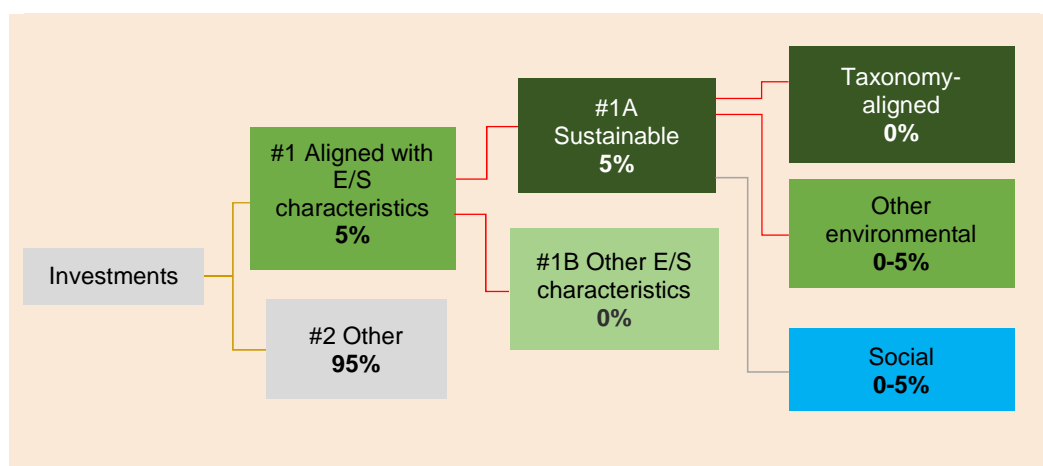 Investments
#1 Aligned with
E/S
characteristics
5%
#2 Other
95%
#1A
Sustainable
5%
#1B Other E/S
characteristics
0%
Taxonomy-
aligned
0%
Other
environmental
0-5%
Social
0-5%